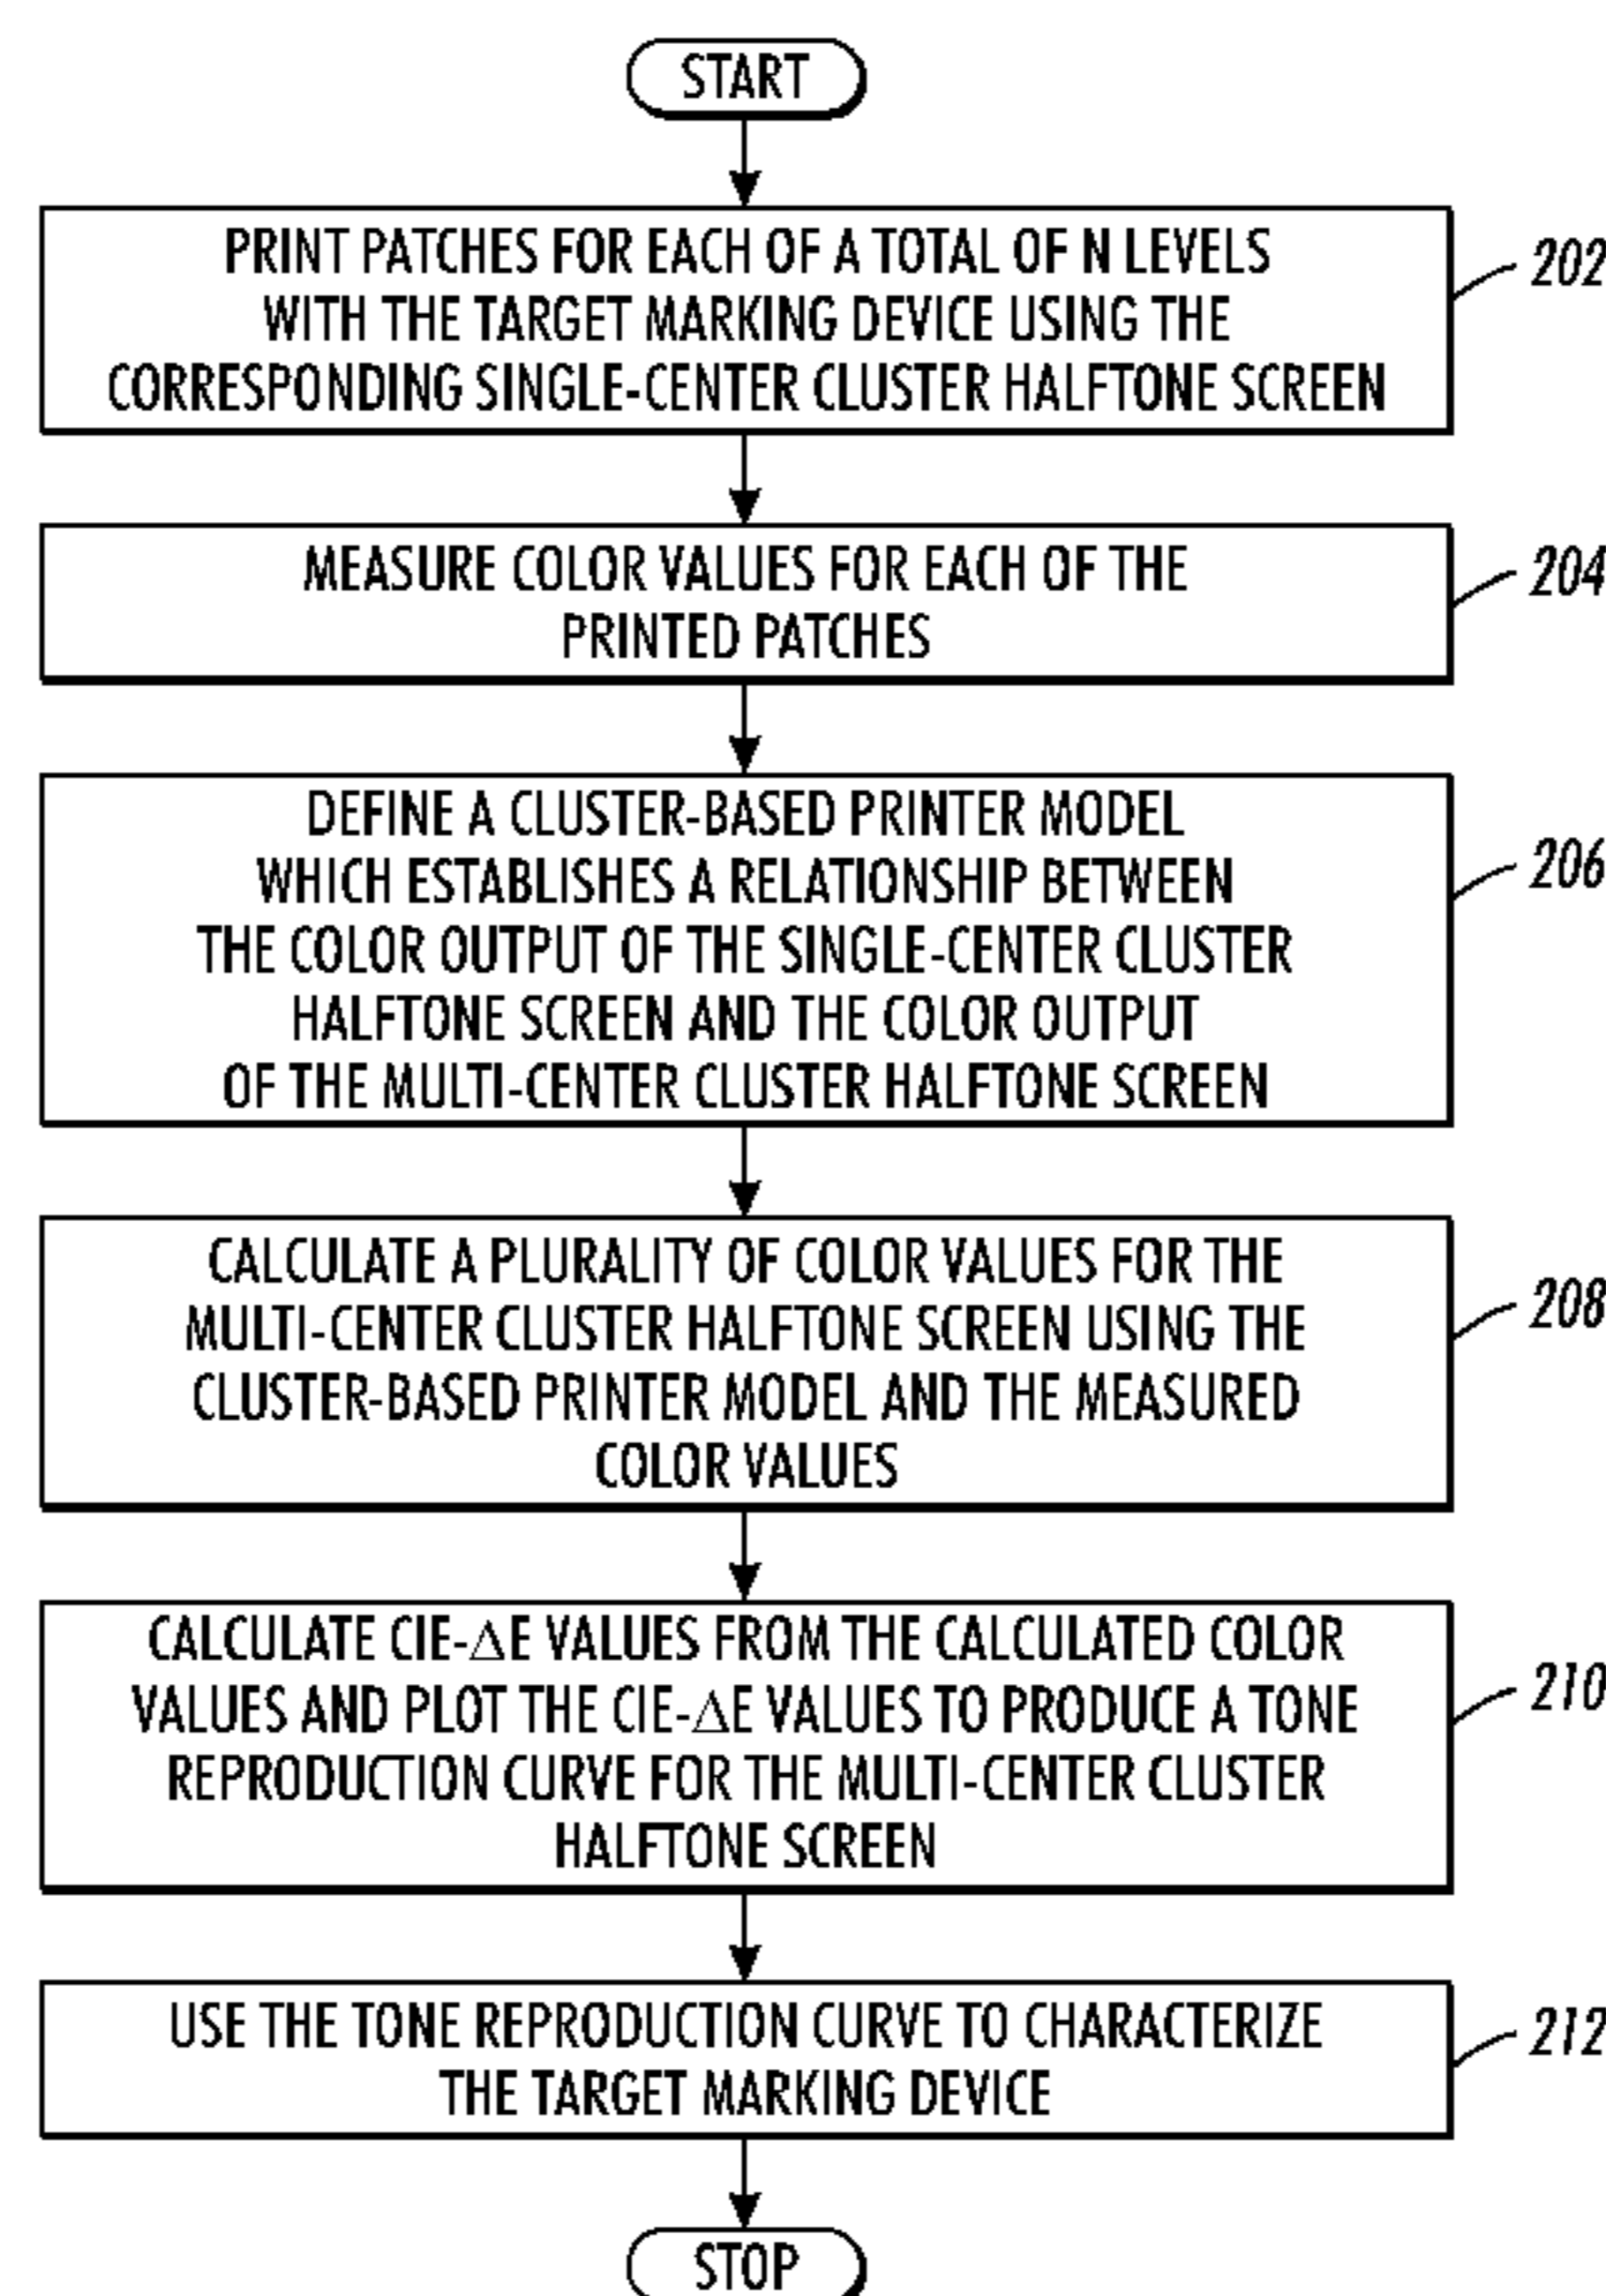 START
PRINT PATCHES FOR EACH OF A TOTAL OF N LEVELS
WITH THE TARGET MARKING DEVICE USING THE
CORRESPONDING SINGLE-CENTER CLUSTER HALFTONE SCREEN
202
MEASURE COLOR VALUES FOR EACH OF THE
PRINTED PATCHES
204
DEFINE A CLUSTER-BASED PRINTER MODEL
WHICH ESTABLISHES A RELATIONSHIP BETWEEN
THE COLOR OUTPUT OF THE SINGLE-CENTER CLUSTER
HALFTONE SCREEN AND THE COLOR OUTPUT
OF THE MULTI-CENTER CLUSTER HALFTONE SCREEN
206
CALCULATE A PLURALITY OF COLOR VALUES FOR THE
MULTI-CENTER CLUSTER HALFTONE SCREEN USING THE
CLUSTER-BASED PRINTER MODEL AND THE MEASURED
COLOR VALUES
208
CALCULATE CIE-ΔE VALUES FROM THE CALCULATED COLOR
VALUES AND PLOT THE CIE-ΔE VALUES TO PRODUCE A TONE
REPRODUCTION CURVE FOR THE MULTI-CENTER CLUSTER
HALFTONE SCREEN
210
USE THE TONE REPRODUCTION CURVE TO CHARACTERIZE
THE TARGET MARKING DEVICE
212
STOP